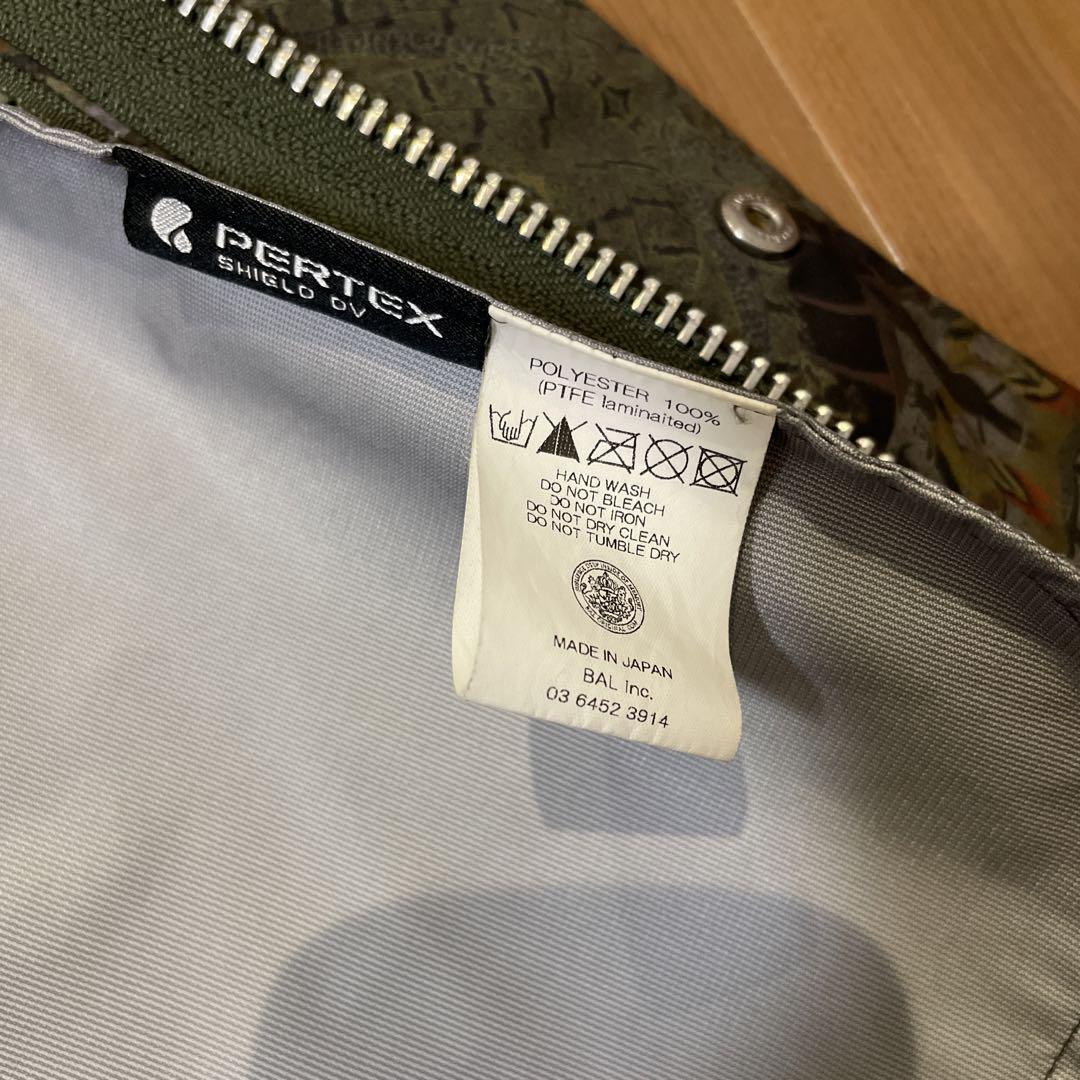 PERTEX
SHIELD DV
POLYESTER 100%
(PTFE laminaited)
HAND WASH
DO NOT BLEACH
DO NOT IRON
DO NOT DRY CLEAN
DO NOT TUMBLE DRY
MADE IN JAPAN
BAL Inc.
03 6452 3914